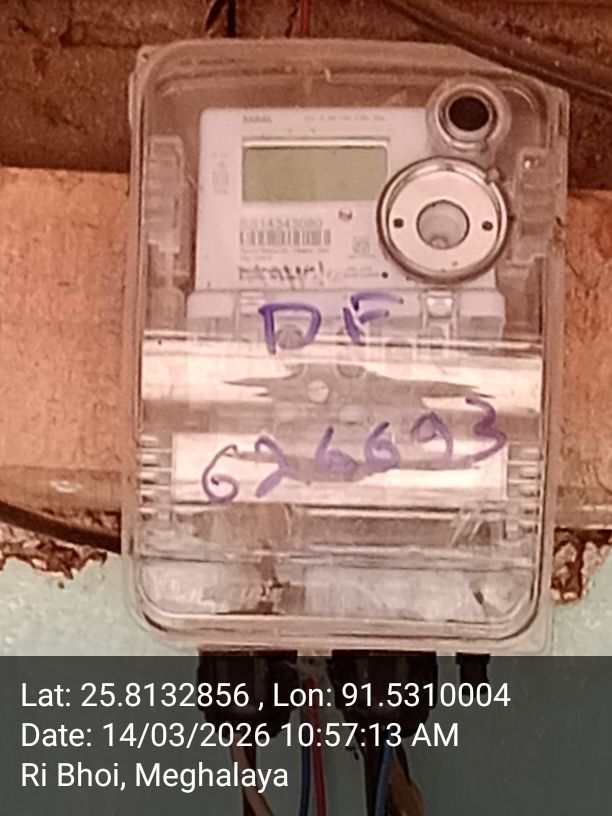 SS14343080
DF
626693
Lat: 25.8132856 , Lon: 91.5310004
Date: 14/03/2026 10:57:13 AM
Ri Bhoi, Meghalaya